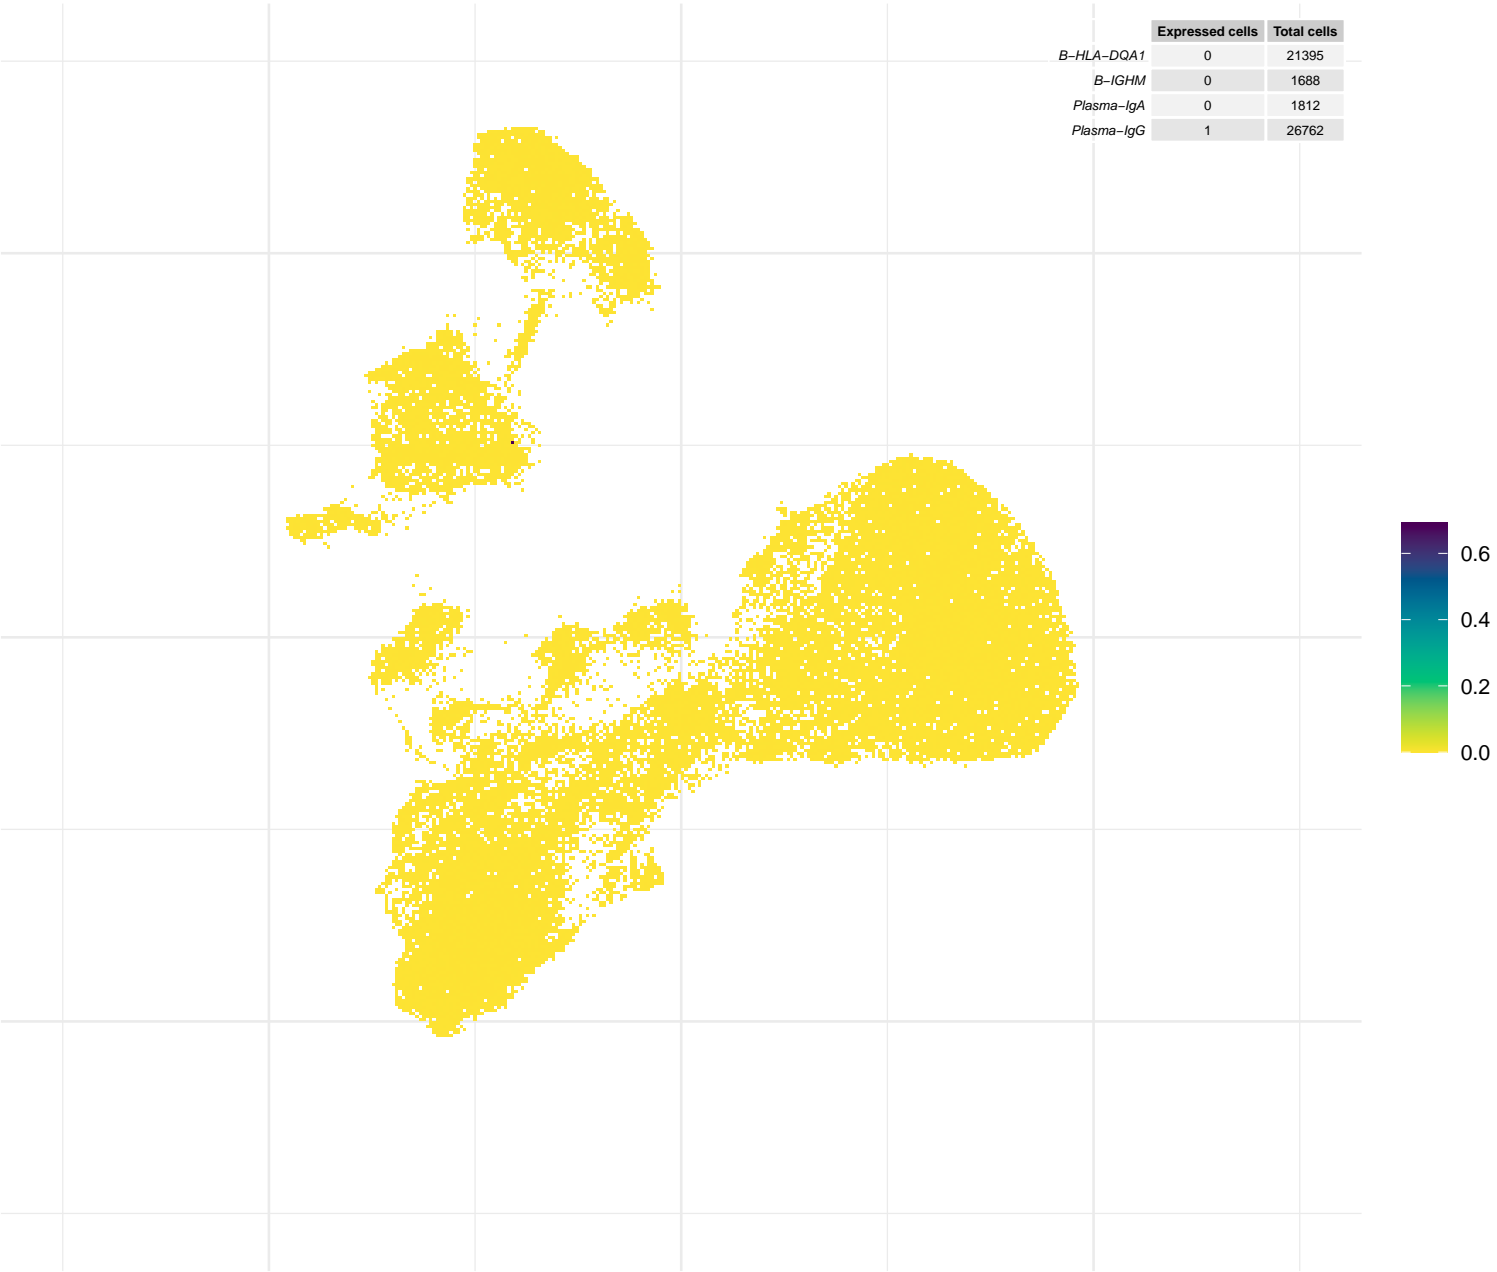 Expressed cells Total cells
B−HLA−DQA1 0 21395
B−IGHM 0 1688
Plasma−IgA 0 1812
Plasma−IgG 1 26762
0.6
0.4
0.2
0.0